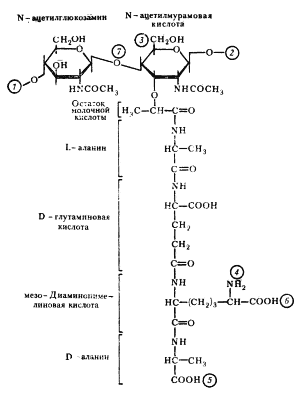 N-ацетилглюкозамин
N-ацетилмурамовая
кислота
CH₂OH
③ CH₂OH
⑦
O
O
O
O
②
OH
①
O
NHCOCH₃
O
NHCOCH₃
Остаток
молочной
кислоты
H₃C—CH—C=O
NH
L-аланин
HC—CH₃
C=O
NH
HC—COOH
D-глутаминовая
кислота
CH₂
CH₂
C=O
④
NH
NH₂
мезо-Диаминопиме-
линовая кислота
HC—(CH₂)₃—CH—COOH ⑥
C=O
NH
D-аланин
HC—CH₃
COOH ⑤